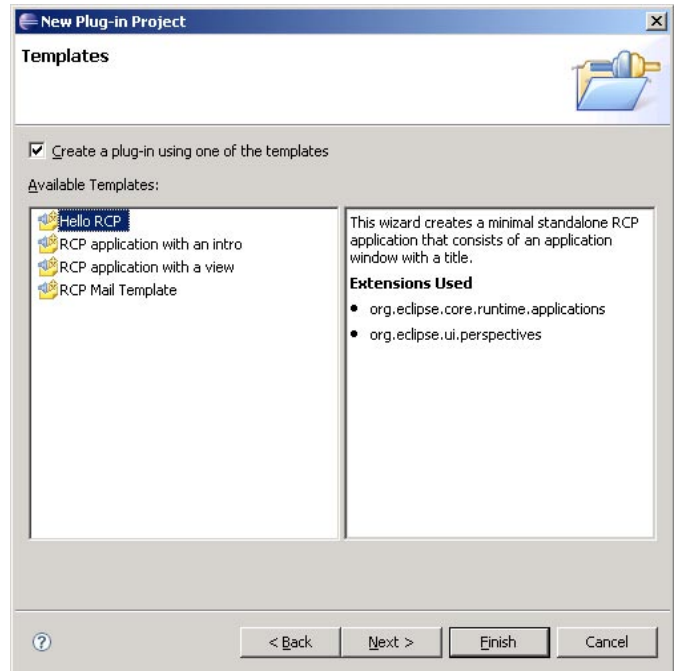 New Plug-in Project
Templates
Create a plug-in using one of the templates
Available Templates:
Hello RCP
RCP application with an intro
RCP application with a view
RCP Mail Template
This wizard creates a minimal standalone RCP
application that consists of an application
window with a title.
Extensions Used
• org.eclipse.core.runtime.applications
• org.eclipse.ui.perspectives
?
< Back
Next >
Finish
Cancel